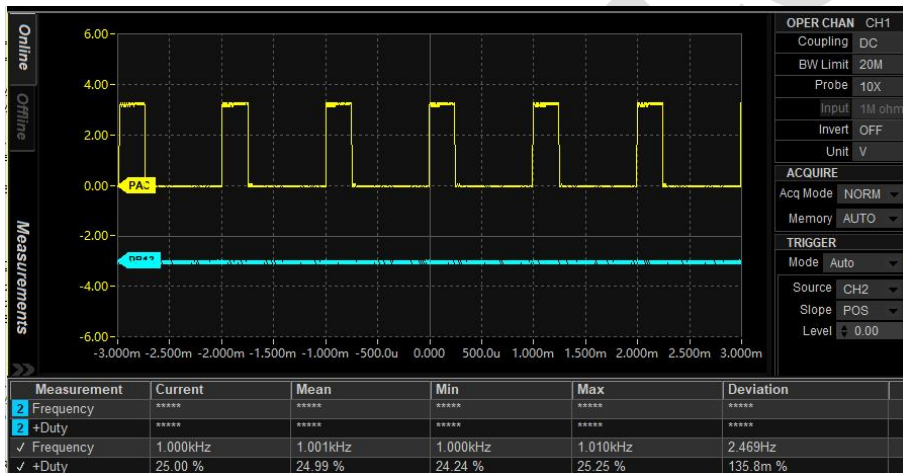 Online
Offline
Measurements
6.00
4.00
2.00
0.00
-2.00
-4.00
-6.00
PAC
-3.000m -2.500m -2.000m -1.500m -1.000m -500.0u 0.000 500.0u 1.000m 1.500m 2.000m 2.500m 3.000m
OPER CHAN CH1
Coupling DC
BW Limit 20M
Probe 10X
Input 1M ohm
Invert OFF
Unit V
ACQUIRE
Acq Mode NORM
Memory AUTO
TRIGGER
Mode Auto
Source CH2
Slope POS
Level 0.00
Measurement Current Mean Min Max Deviation
2 Frequency ***** ***** ***** ***** *****
2 +Duty ***** ***** ***** ***** *****
✓ Frequency 1.000kHz 1.001kHz 1.000kHz 1.010kHz 2.469Hz
✓ +Duty 25.00 % 24.99 % 24.24 % 25.25 % 135.8m %